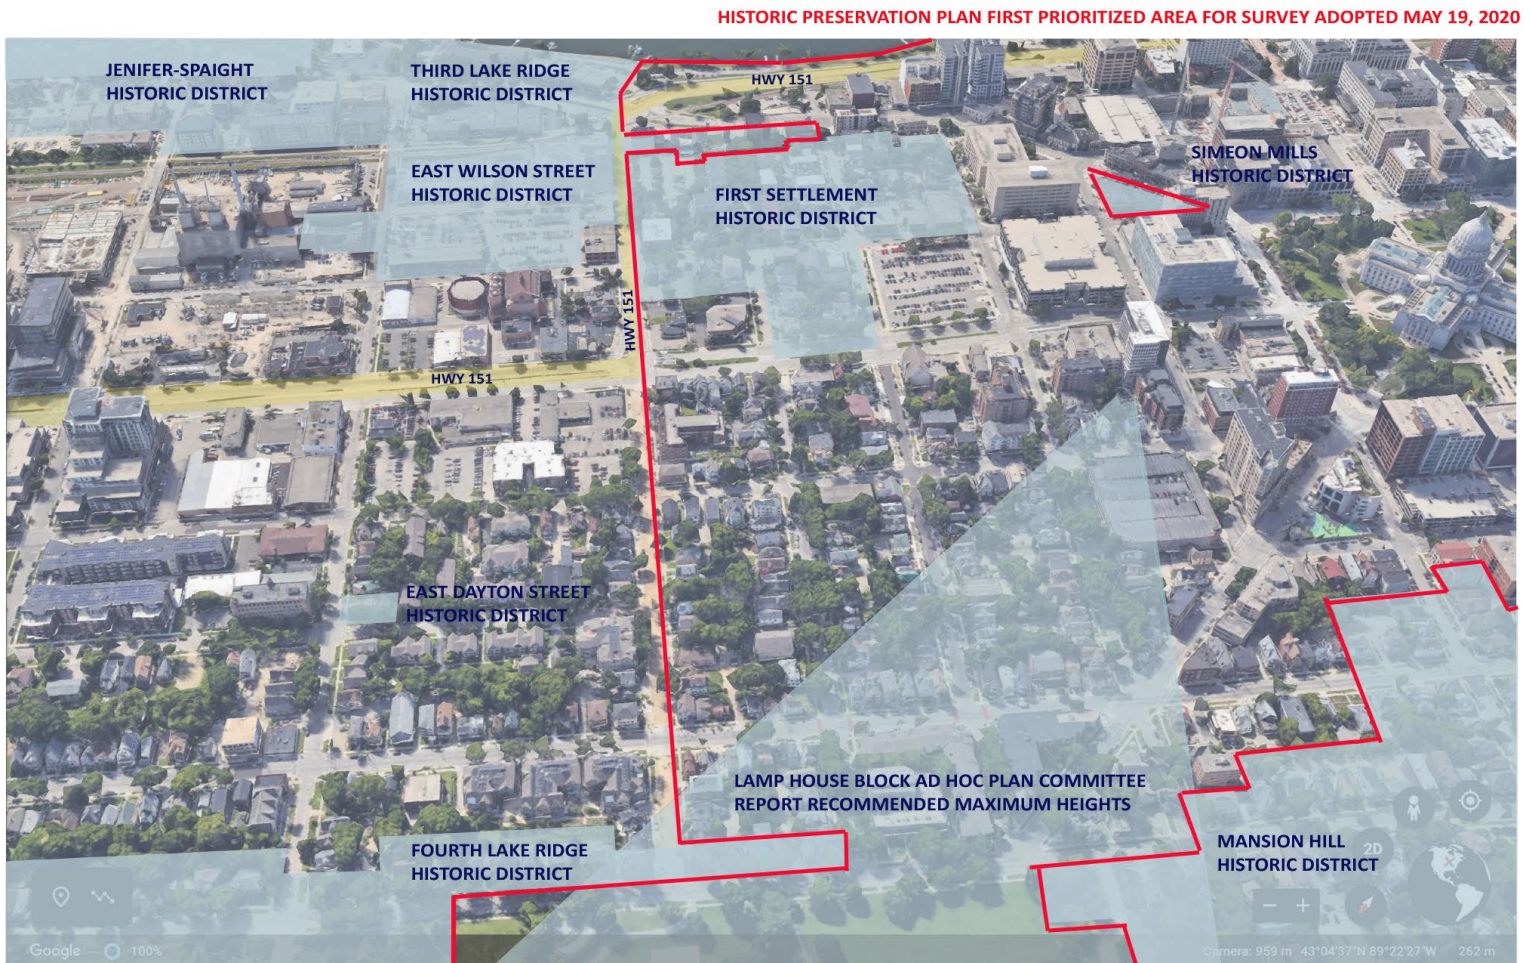 HISTORIC PRESERVATION PLAN FIRST PRIORITIZED AREA FOR SURVEY ADOPTED MAY 19, 2020
JENIFER-SPAIGHT
HISTORIC DISTRICT
THIRD LAKE RIDGE
HISTORIC DISTRICT
HWY 151
EAST WILSON STREET
HISTORIC DISTRICT
FIRST SETTLEMENT
HISTORIC DISTRICT
SIMEON MILLS
HISTORIC DISTRICT
HWY 151
HWY 151
EAST DAYTON STREET
HISTORIC DISTRICT
LAMP HOUSE BLOCK AD HOC PLAN COMMITTEE
REPORT RECOMMENDED MAXIMUM HEIGHTS
FOURTH LAKE RIDGE
HISTORIC DISTRICT
MANSION HILL
HISTORIC DISTRICT
2D
Google
100%
Camera: 959 m 43°04'37"N 89°22'27"W 262 m